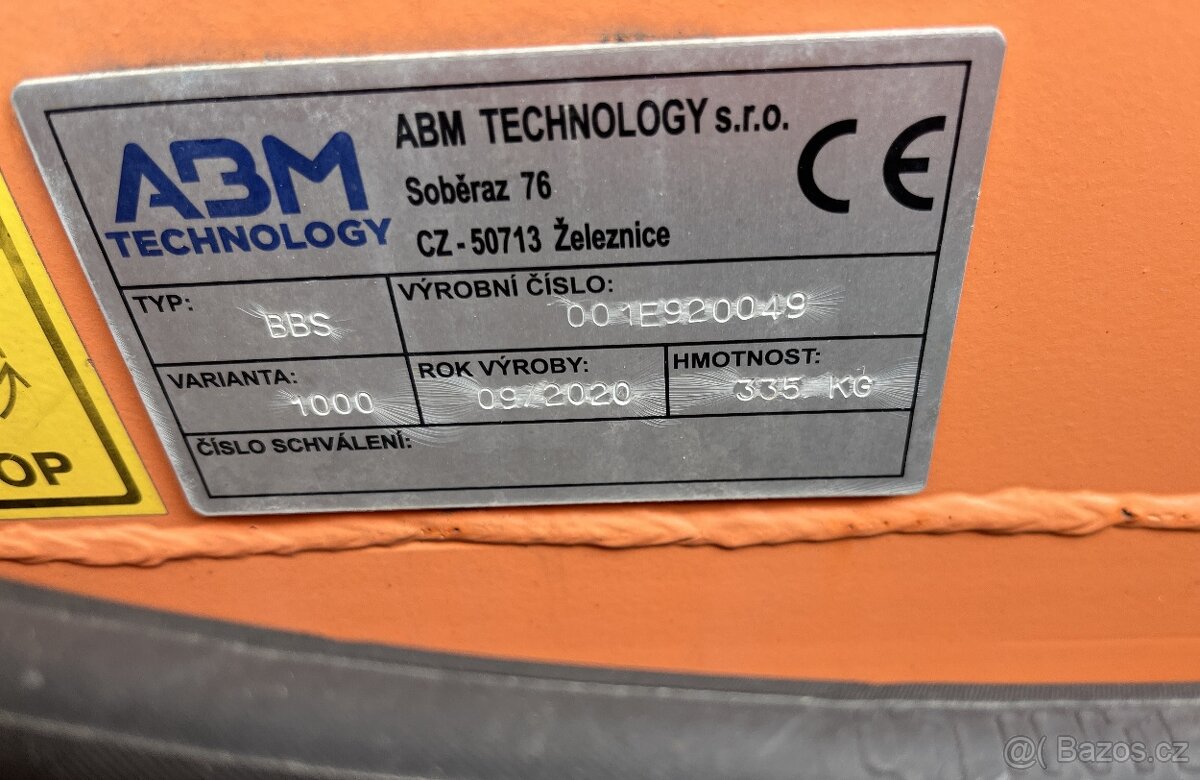 ABM
TECHNOLOGY
ABM TECHNOLOGY s.r.o.
Soběraz 76
CZ - 50713 Železnice
CE
TYP:
BBS
VÝROBNÍ ČÍSLO:
001E920049
VARIANTA:
1000
ROK VÝROBY:
09/2020
HMOTNOST:
335 KG
ČÍSLO SCHVÁLENÍ:
OP
@( Bazos.cz